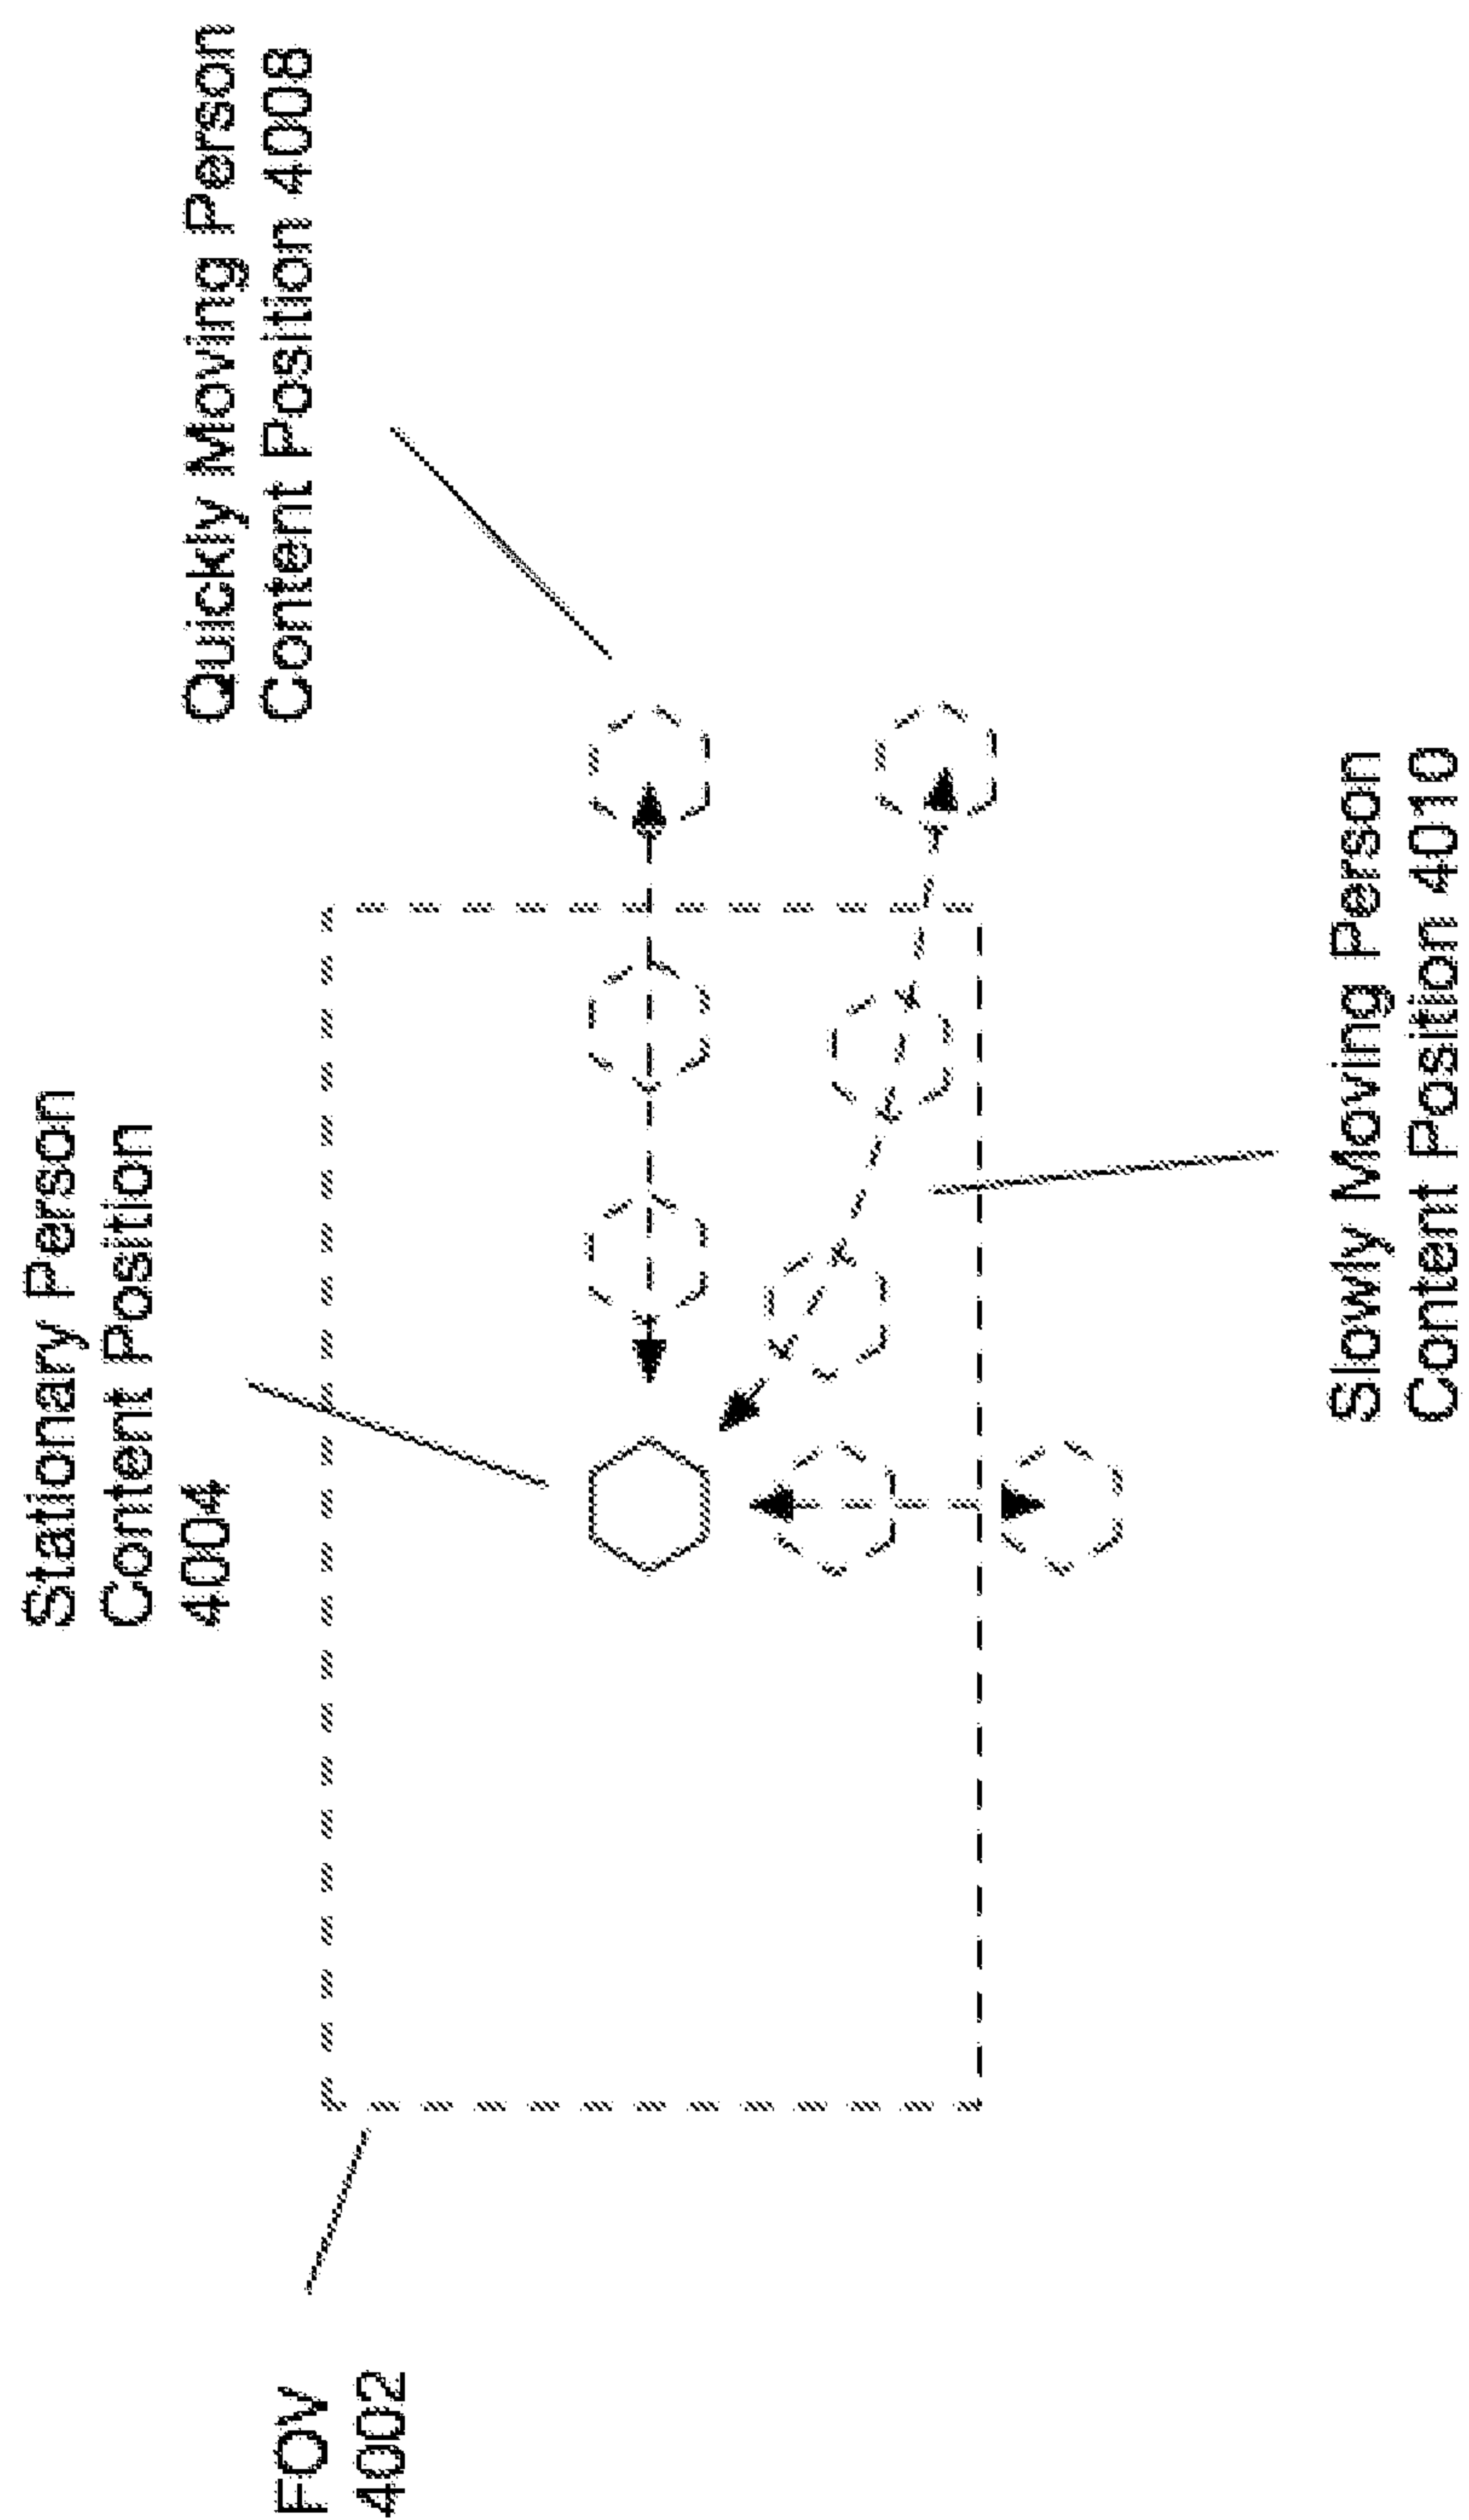 Stationary Person
Content Position
4004
Quickly Moving Person
Content Position 4008
FOV
4002
Slowly Moving Person
Content Position 4010